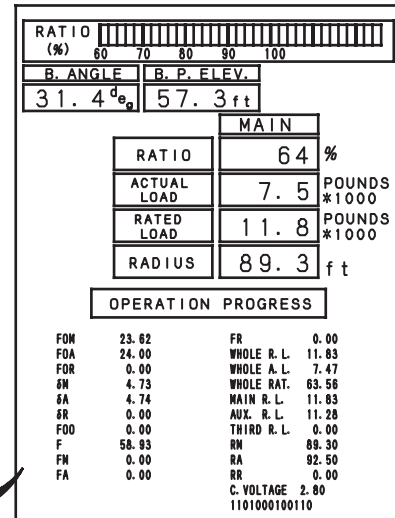 RATIO
(%)
60 70 80 90 100
B. ANGLE B. P. ELEV.
31.4 deg 57.3 ft
MAIN
RATIO 64 %
ACTUAL LOAD 7.5 POUNDS *1000
RATED LOAD 11.8 POUNDS *1000
RADIUS 89.3 ft
OPERATION PROGRESS
FOM 23.62 FR 0.00
FOA 24.00 WHOLE R. L. 11.83
FOR 0.00 WHOLE A. L. 7.47
δM 4.73 WHOLE RAT. 63.56
δA 4.74 MAIN R. L. 11.83
δR 0.00 AUX. R. L. 11.28
FOO 0.00 THIRD R. L. 0.00
F 58.93 RM 89.30
FM 0.00 RA 92.50
FA 0.00 RR 0.00
C. VOLTAGE 2.80
1101000100110